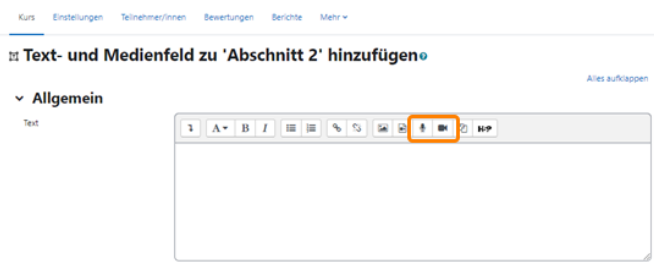 Kurs Einstellungen Teilnehmer/innen Bewertungen Berichte Mehr
Text- und Medienfeld zu 'Abschnitt 2' hinzufügen
Alles aufklappen
Allgemein
Text
A B I H-P